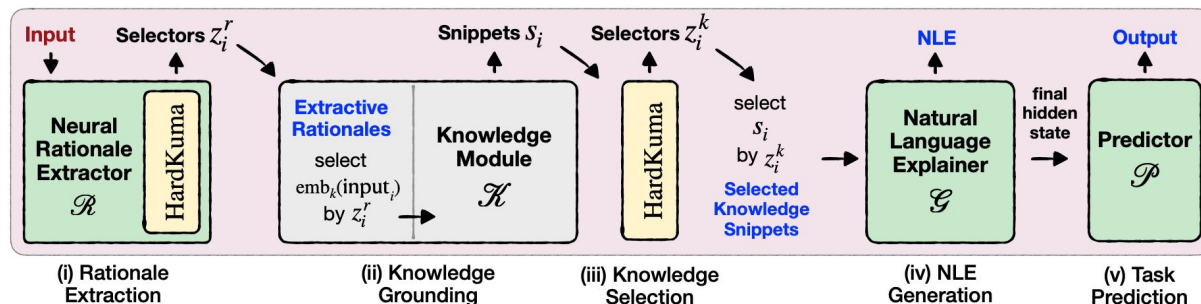 Input
Selectors z_i^r
Snippets s_i
Selectors z_i^k
NLE
Output
Neural
Rationale
Extractor
ℛ
HardKuma
Extractive
Rationales
select
emb_k(input_i)
by z_i^r
Knowledge
Module
𝒦
HardKuma
select
s_i
by z_i^k
Selected
Knowledge
Snippets
Natural
Language
Explainer
𝒢
final
hidden
state
Predictor
𝒫
(i) Rationale
Extraction
(ii) Knowledge
Grounding
(iii) Knowledge
Selection
(iv) NLE
Generation
(v) Task
Prediction